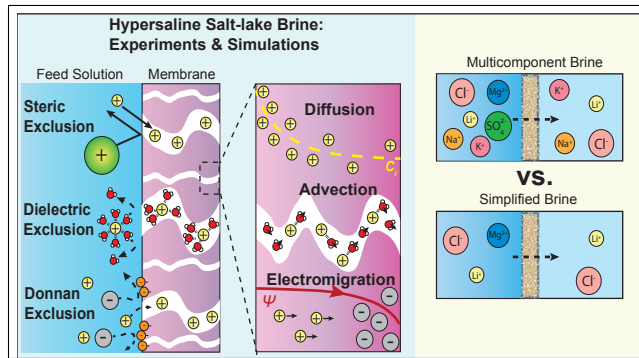 Hypersaline Salt-lake Brine:
Experiments & Simulations
Feed Solution
Membrane
Steric
Exclusion
+
+
+
+
+
Dielectric
Exclusion
+
+
+
Donnan
Exclusion
+
+
+
+
+
−
−
−
−
−
−
−
Diffusion
+
+
+
+
+
+
+
+
+
+
cᵢ
Advection
+
+
+
+
+
Electromigration
ψ
+
+
+
−
−
−
−
−
−
Multicomponent Brine
Cl⁻
Mg²⁺
K⁺
Li⁺
Li⁺
SO₄²⁻
Na⁺
K⁺
Na⁺
Cl⁻
VS.
Simplified Brine
Cl⁻
Mg²⁺
Li⁺
Li⁺
Cl⁻